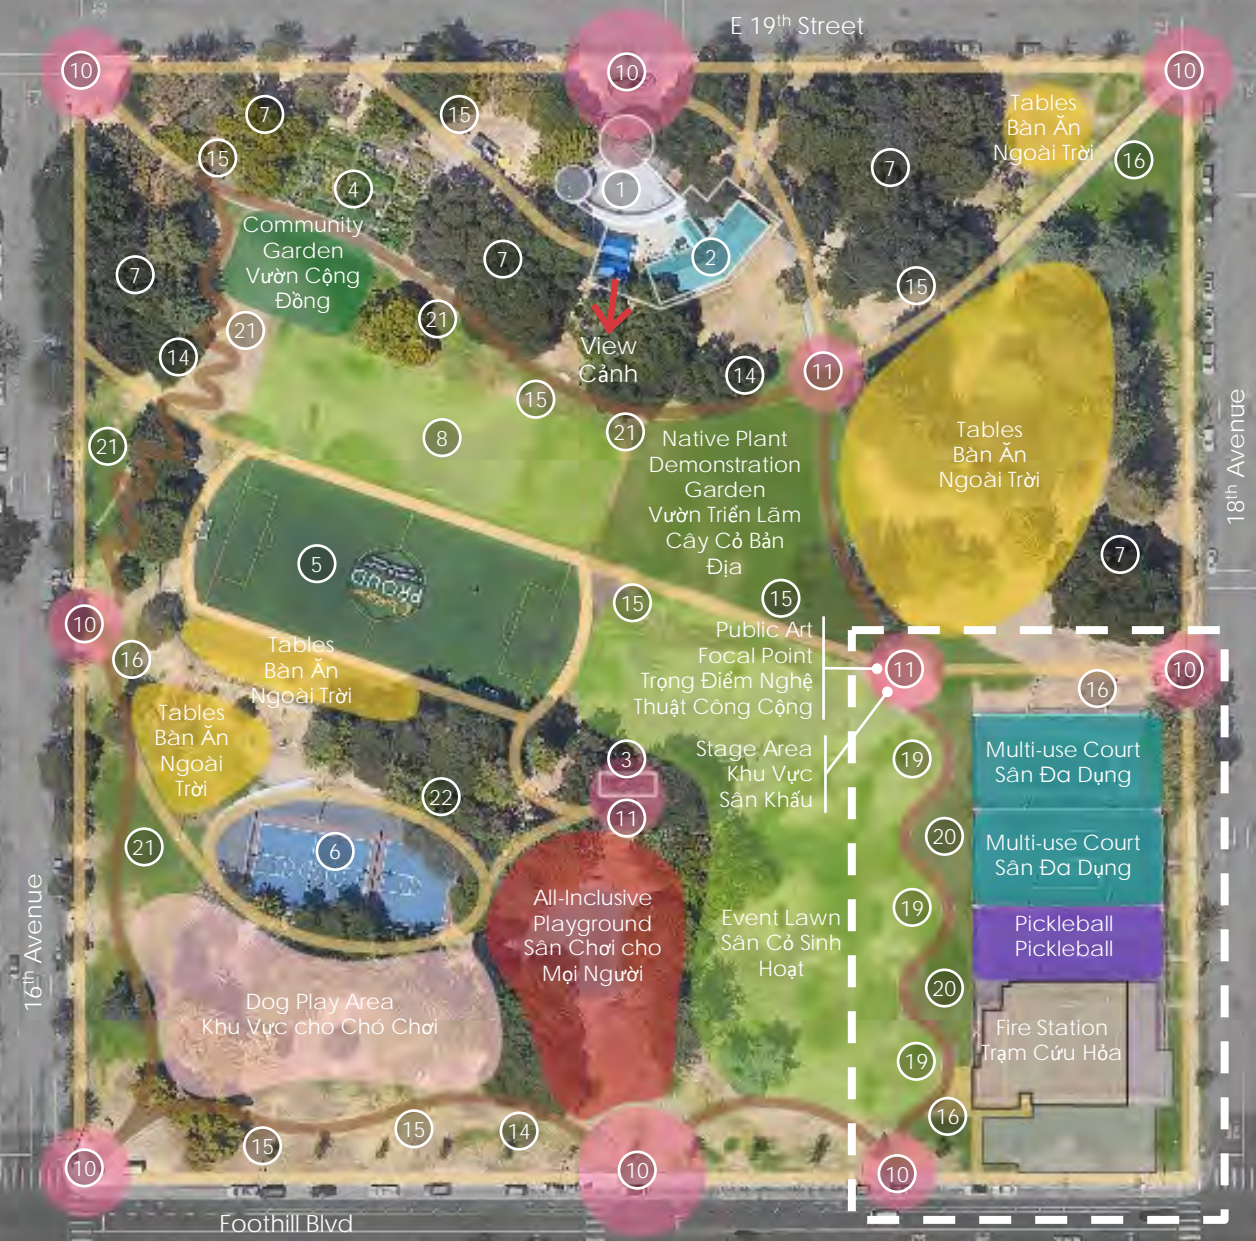 E 19th Street
10
10
10
Tables
Bàn Ăn
Ngoài Trời
7
15
15
4
1
7
16
Community
Garden
Vườn Cộng
Đồng
7
7
2
15
21
21
14
View
Cảnh
14
11
15
21
8
21
Native Plant
Demonstration
Garden
Vườn Triển Lãm
Cây Cỏ Bản
Địa
Tables
Bàn Ăn
Ngoài Trời
18th Avenue
5
PROUD
7
15
15
10
16
Tables
Bàn Ăn
Ngoài Trời
Public Art
Focal Point
Trọng Điểm Nghệ
Thuật Công Cộng
11
10
16
Tables
Bàn Ăn
Ngoài
Trời
Stage Area
Khu Vực
Sân Khấu
3
11
22
19
Multi-use Court
Sân Đa Dụng
20
Multi-use Court
Sân Đa Dụng
21
6
16th Avenue
All-Inclusive
Playground
Sân Chơi cho
Mọi Người
Event Lawn
Sân Cỏ Sinh
Hoạt
19
Pickleball
Pickleball
20
Dog Play Area
Khu Vực cho Chó Chơi
Fire Station
Trạm Cứu Hỏa
19
16
15
15
14
10
10
10
Foothill Blvd